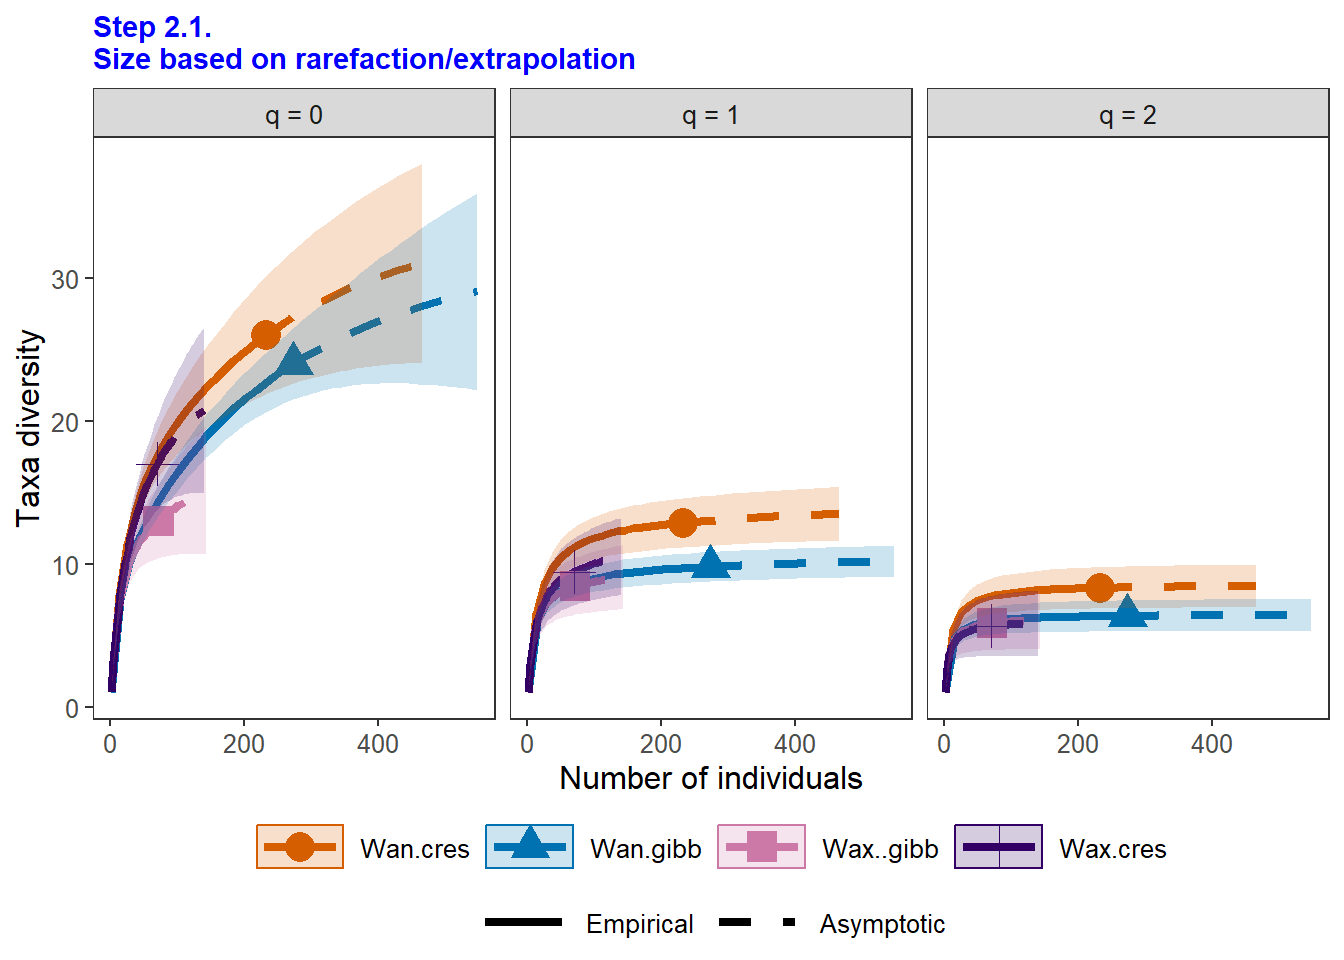 Step 2.1.
Size based on rarefaction/extrapolation
q = 0
q = 1
q = 2
Taxa diversity
30
20
10
0
0 200 400
0 200 400
0 200 400
Number of individuals
Wan.cres Wan.gibb Wax..gibb Wax.cres
Empirical Asymptotic